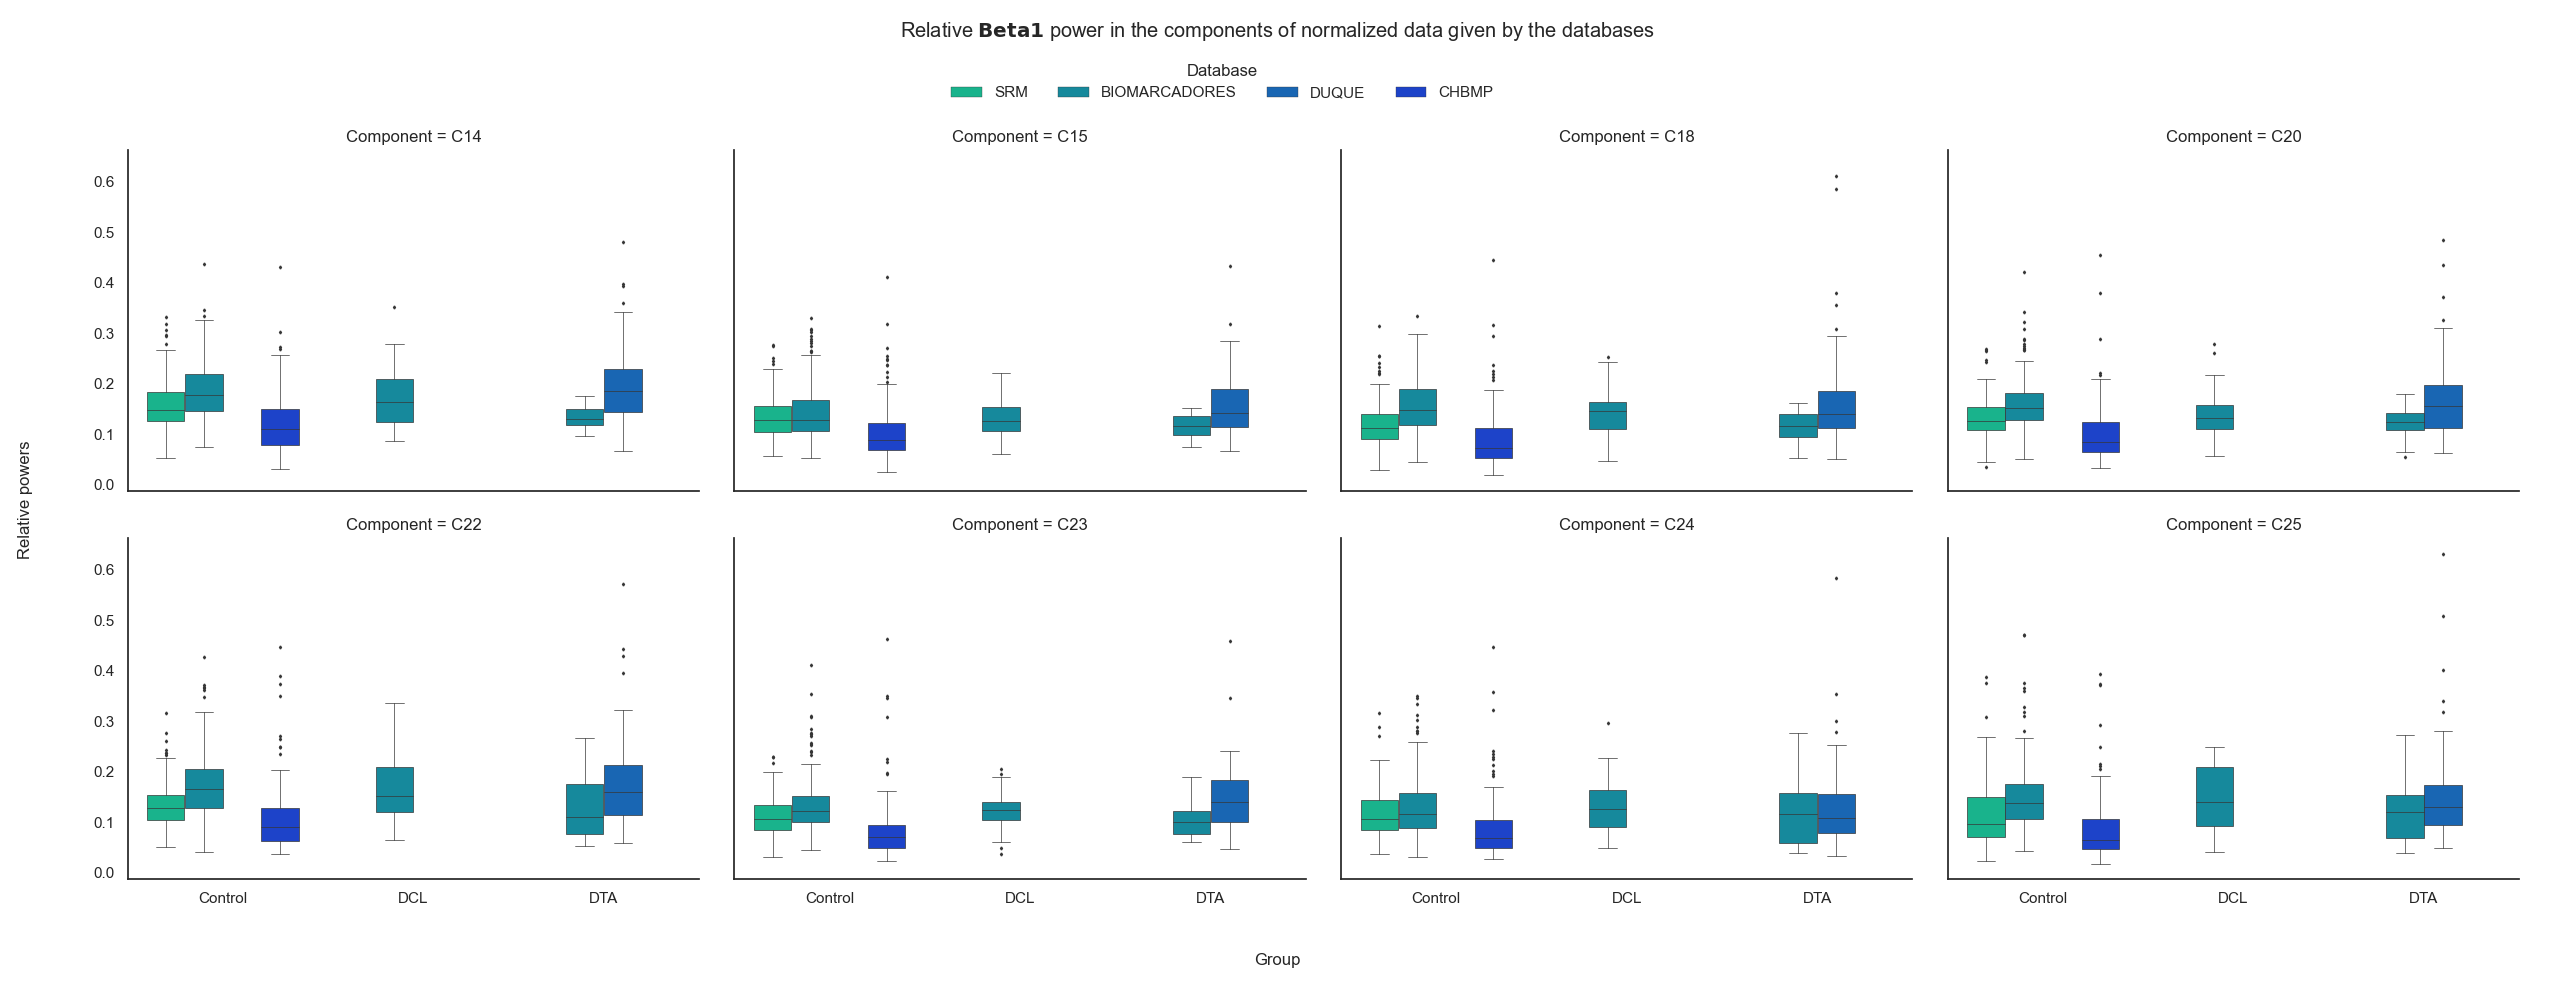 Relative Beta1 power in the components of normalized data given by the databases
Database
SRM BIOMARCADORES DUQUE CHBMP
Component = C14 Component = C15 Component = C18 Component = C20
0.6
0.5
0.4
0.3
0.2
0.1
0.0
Relative powers
Component = C22 Component = C23 Component = C24 Component = C25
0.6
0.5
0.4
0.3
0.2
0.1
0.0
Control DCL DTA Control DCL DTA Control DCL DTA Control DCL DTA
Group